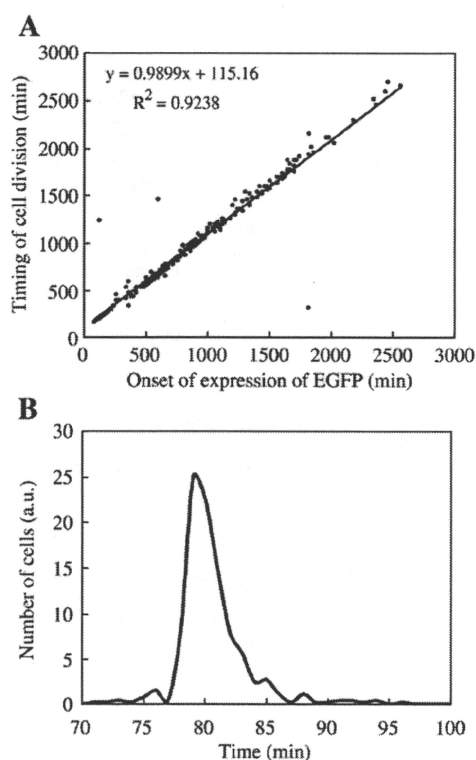 A
3000
y = 0.9899x + 115.16
R² = 0.9238
2500
2000
1500
1000
500
0
Timing of cell division (min)
0 500 1000 1500 2000 2500 3000
Onset of expression of EGFP (min)
B
30
25
20
15
10
5
0
Number of cells (a.u.)
70 75 80 85 90 95 100
Time (min)